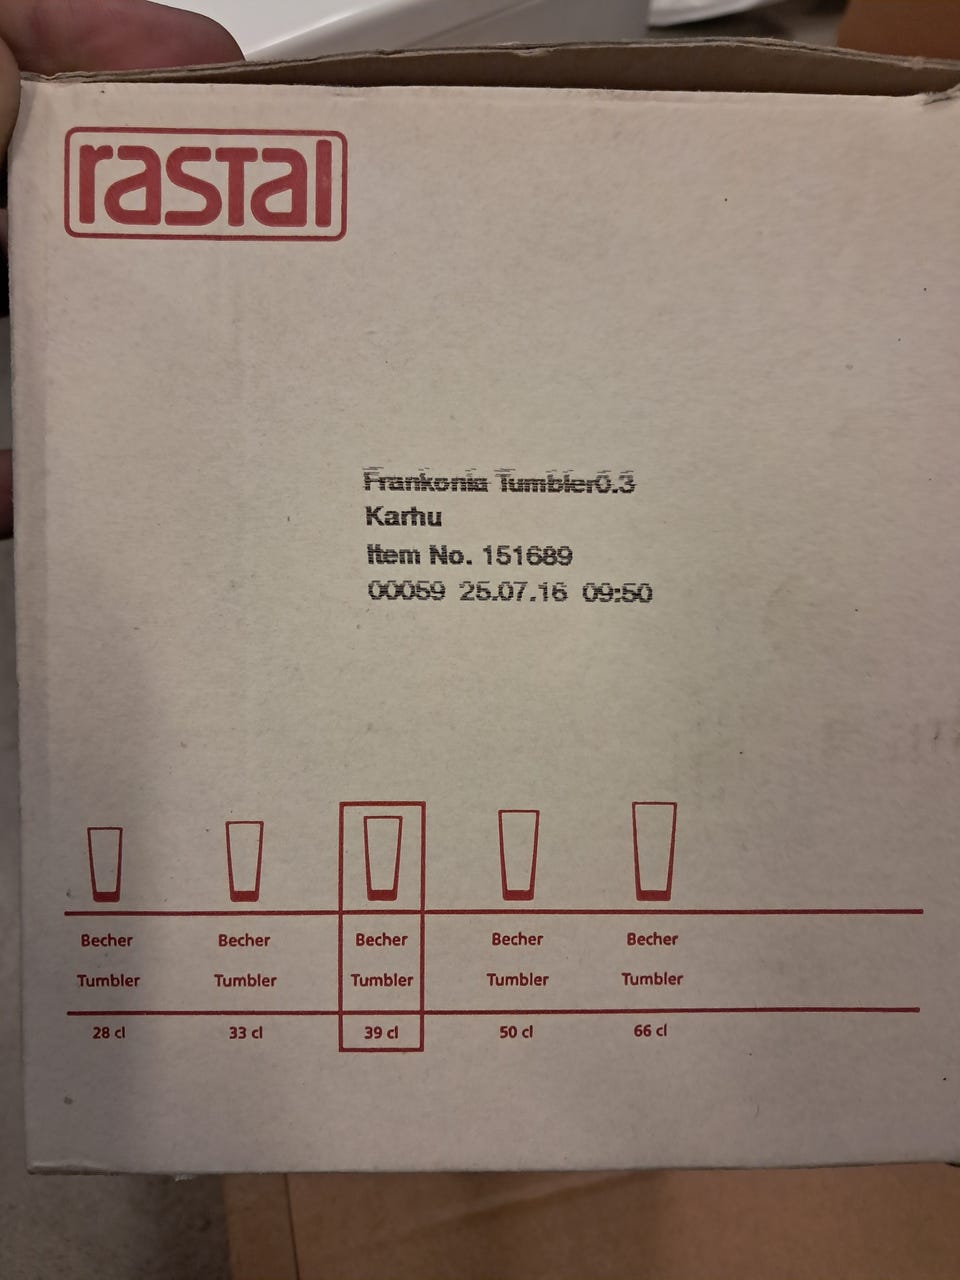 rastal
Frankonia Tumbler0.3
Karhu
Item No. 151689
00059 25.07.16 09:50
Becher Becher Becher Becher Becher
Tumbler Tumbler Tumbler Tumbler Tumbler
28 cl 33 cl 39 cl 50 cl 66 cl